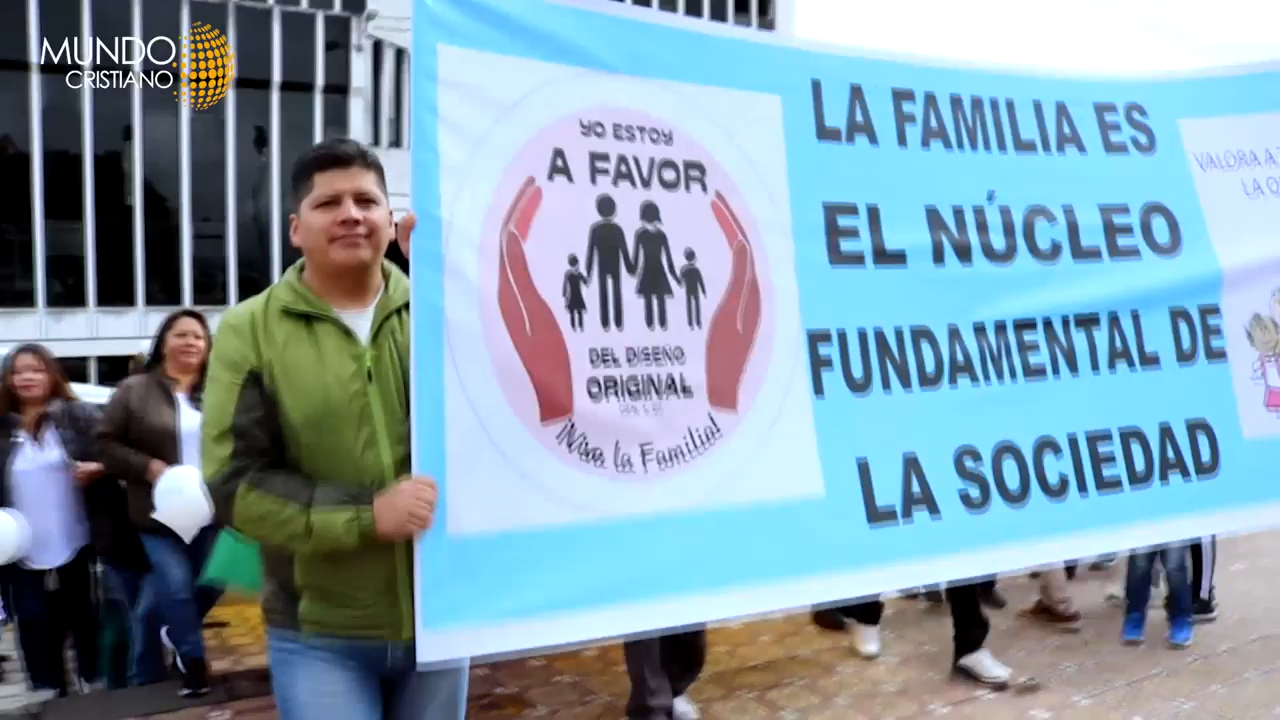 MUNDO
CRISTIANO
YO ESTOY
A FAVOR
DEL DISEÑO
ORIGINAL
¡Viva la Familia!
LA FAMILIA ES
EL NÚCLEO
FUNDAMENTAL DE
LA SOCIEDAD
VALORA A
LA